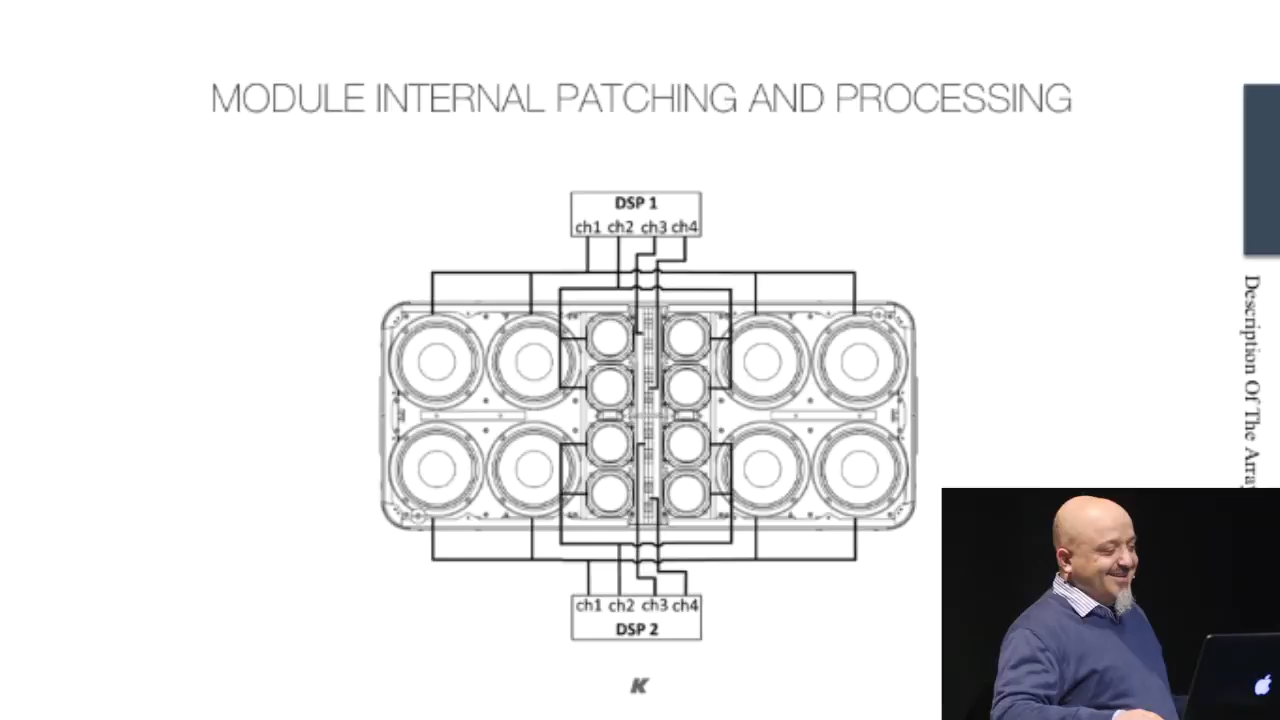 MODULE INTERNAL PATCHING AND PROCESSING
DSP 1
ch1 ch2 ch3 ch4
ch1 ch2 ch3 ch4
DSP 2
K
Description Of The Array